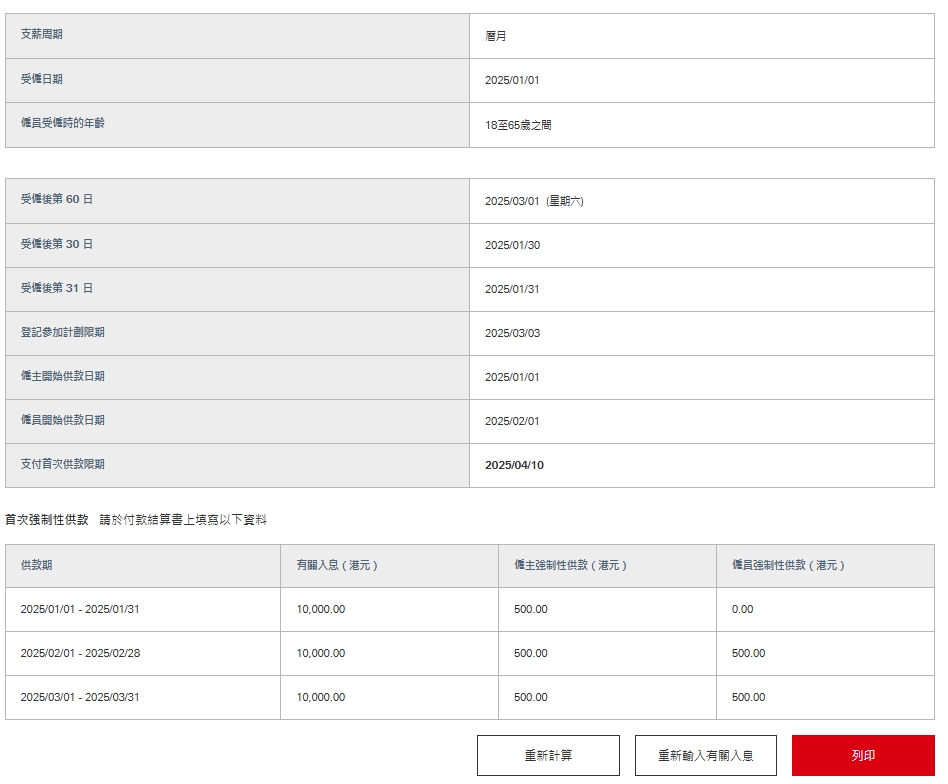 支薪周期 曆月
受僱日期 2025/01/01
僱員受僱時的年齡 18至65歲之間
受僱後第 60 日 2025/03/01 (星期六)
受僱後第 30 日 2025/01/30
受僱後第 31 日 2025/01/31
登記參加計劃限期 2025/03/03
僱主開始供款日期 2025/01/01
僱員開始供款日期 2025/02/01
支付首次供款限期 2025/04/10
首次強制性供款 請於付款結算書上填寫以下資料
供款期 有關入息 ( 港元 ) 僱主強制性供款 ( 港元 ) 僱員強制性供款 ( 港元 )
2025/01/01 - 2025/01/31 10,000.00 500.00 0.00
2025/02/01 - 2025/02/28 10,000.00 500.00 500.00
2025/03/01 - 2025/03/31 10,000.00 500.00 500.00
重新計算 重新輸入有關入息 列印